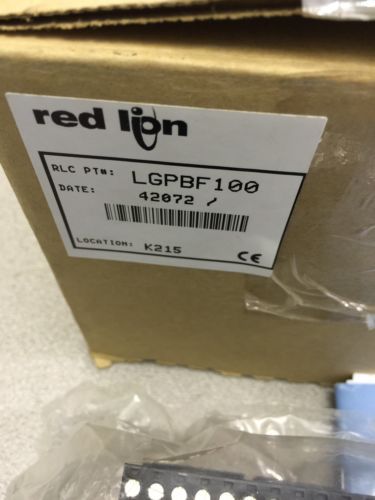 red lion
RLC PT#: LGPBF100
DATE: 42072 /
LOCATION: K215
CE